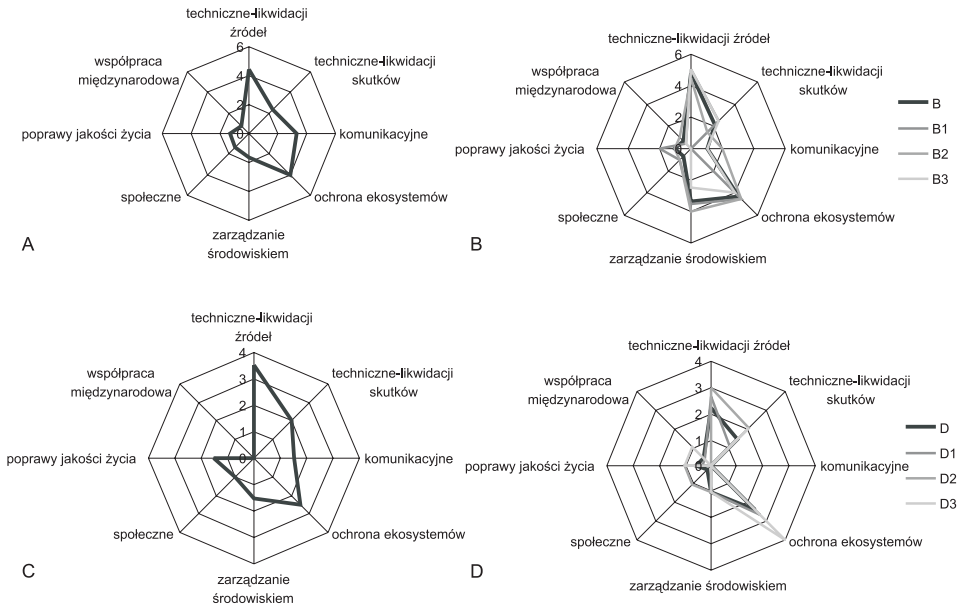 techniczne-likwidacji
źródeł
techniczne-likwidacji
skutków
komunikacyjne
ochrona ekosystemów
zarządzanie
środowiskiem
społeczne
poprawy jakości życia
współpraca
międzynarodowa
6
4
2
0
A
techniczne-likwidacji źródeł
techniczne-likwidacji
skutków
komunikacyjne
ochrona ekosystemów
zarządzanie środowiskiem
społeczne
poprawy jakości życia
współpraca
międzynarodowa
6
4
2
0
B
B1
B2
B3
B
techniczne-likwidacji
źródeł
techniczne-likwidacji
skutków
komunikacyjne
ochrona ekosystemów
zarządzanie
środowiskiem
społeczne
poprawy jakości życia
współpraca
międzynarodowa
4
3
2
1
0
C
techniczne-likwidacji źródeł
techniczne-likwidacji
skutków
komunikacyjne
ochrona ekosystemów
zarządzanie środowiskiem
społeczne
poprawy jakości życia
współpraca
międzynarodowa
4
3
2
1
0
D
D1
D2
D3
D